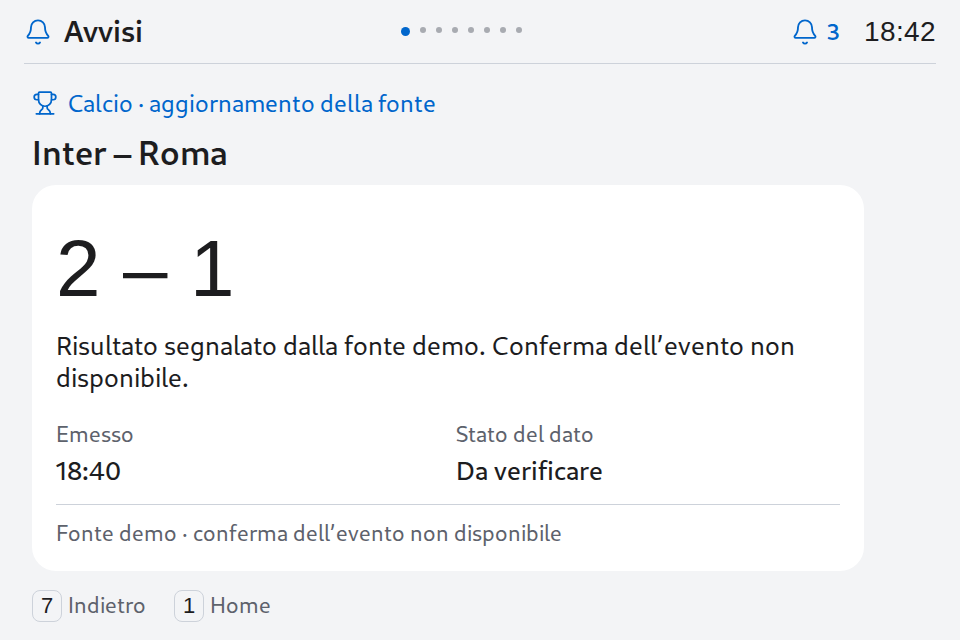 Avvisi
3 18:42
Calcio · aggiornamento della fonte
Inter – Roma
2 – 1
Risultato segnalato dalla fonte demo. Conferma dell’evento non
disponibile.
Emesso Stato del dato
18:40 Da verificare
Fonte demo · conferma dell’evento non disponibile
7 Indietro 1 Home